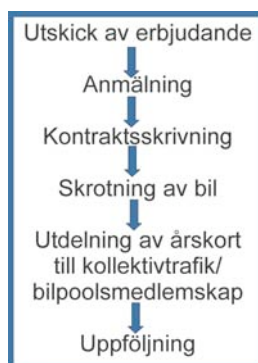 Utskick av erbjudande
Anmälning
Kontraktsskrivning
Skrotning av bil
Utdelning av årskort
till kollektivtrafik/
bilpoolsmedlemskap
Uppföljning